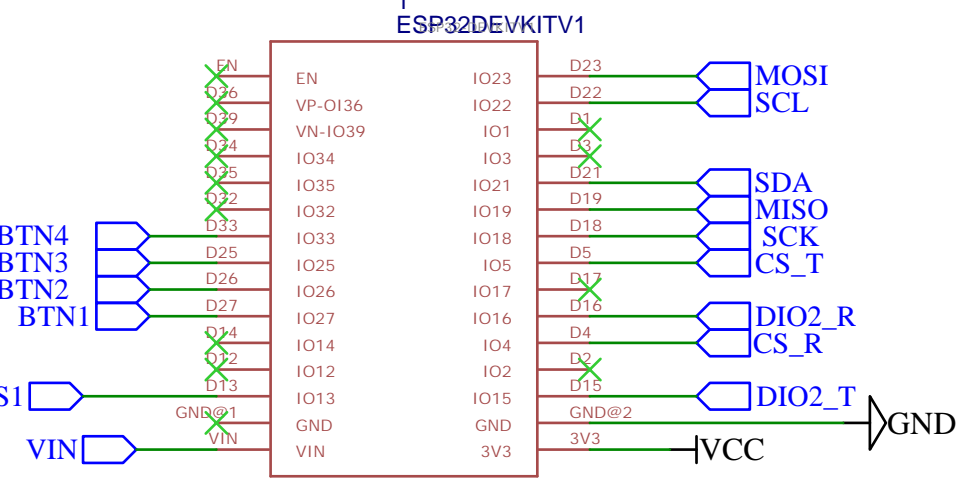 ESP32DEVKITV1
EN EN IO23 D23 MOSI
D36 VP-OI36 IO22 D22 SCL
D39 VN-IO39 IO1 D1
D34 IO34 IO3 D3
D35 IO35 IO21 D21 SDA
D32 IO32 IO19 D19 MISO
BTN4 D33 IO33 IO18 D18 SCK
BTN3 D25 IO25 IO5 D5 CS_T
BTN2 D26 IO26 IO17 D17
BTN1 D27 IO27 IO16 D16 DIO2_R
D14 IO14 IO4 D4 CS_R
D12 IO12 IO2 D2
S1 D13 IO13 IO15 D15 DIO2_T
GND@1 GND GND GND@2 GND
VIN VIN VIN 3V3 3V3 VCC